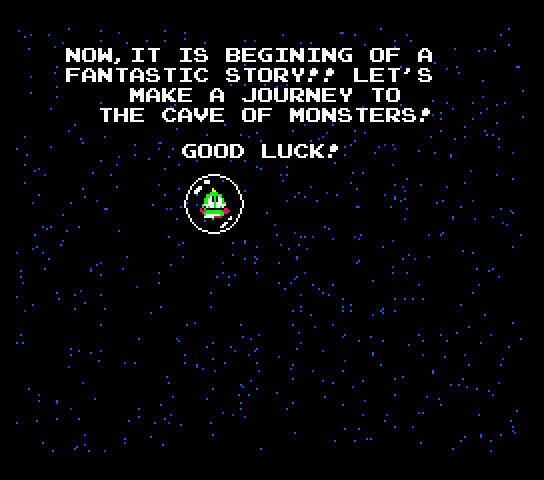 NOW,IT IS BEGINING OF A
FANTASTIC STORY!! LET'S
MAKE A JOURNEY TO
THE CAVE OF MONSTERS!
GOOD LUCK!